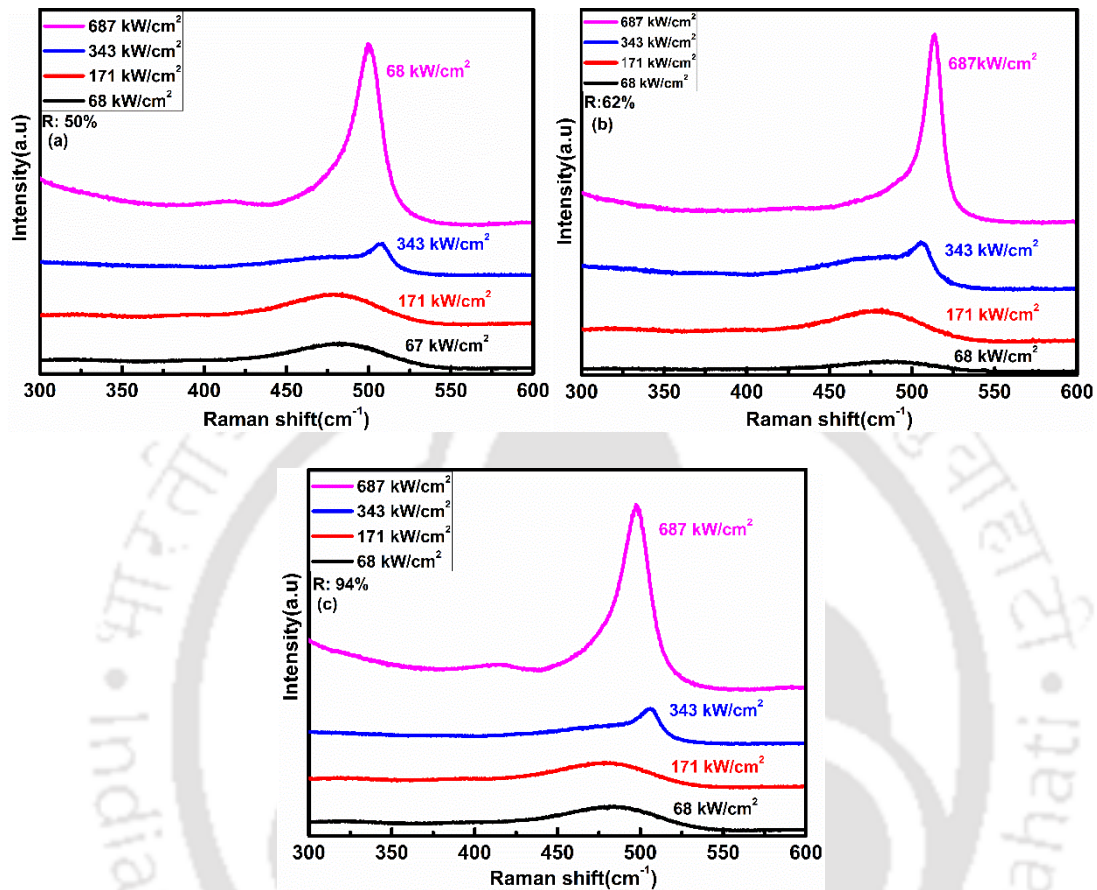 687 kW/cm²
343 kW/cm²
171 kW/cm²
68 kW/cm²
R: 50%
(a)
68 kW/cm²
343 kW/cm²
171 kW/cm²
67 kW/cm²
Intensity(a.u)
300 350 400 450 500 550 600
Raman shift(cm⁻¹)
687 kW/cm²
343 kW/cm²
171 kW/cm²
68 kW/cm²
R:62%
(b)
687kW/cm²
343 kW/cm²
171 kW/cm²
68 kW/cm²
Intensity(a.u)
300 350 400 450 500 550 600
Raman shift(cm⁻¹)
687 kW/cm²
343 kW/cm²
171 kW/cm²
68 kW/cm²
R: 94%
(c)
687 kW/cm²
343 kW/cm²
171 kW/cm²
68 kW/cm²
Intensity(a.u)
300 350 400 450 500 550 600
Raman shift(cm⁻¹)